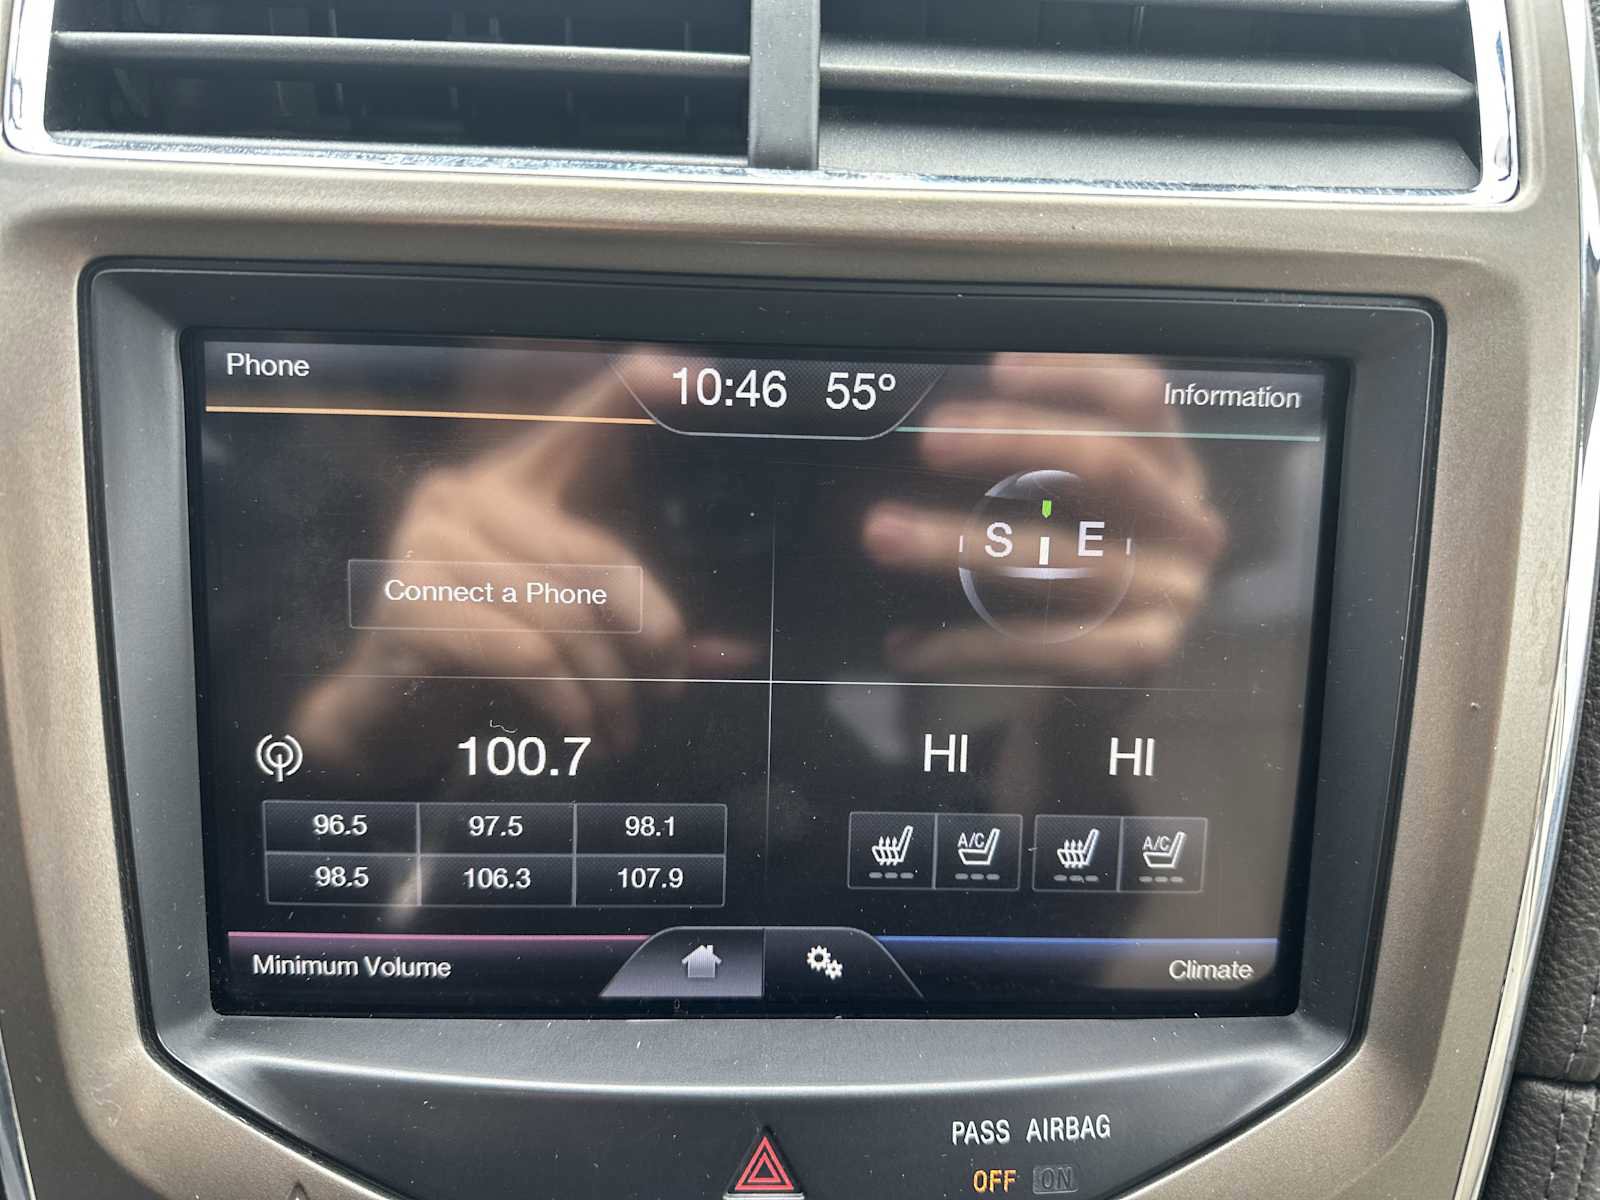 Phone
10:46 55°
Information
S E
Connect a Phone
100.7
HI HI
96.5 97.5 98.1
98.5 106.3 107.9
A/C A/C
Minimum Volume
Climate
PASS AIRBAG
OFF ON